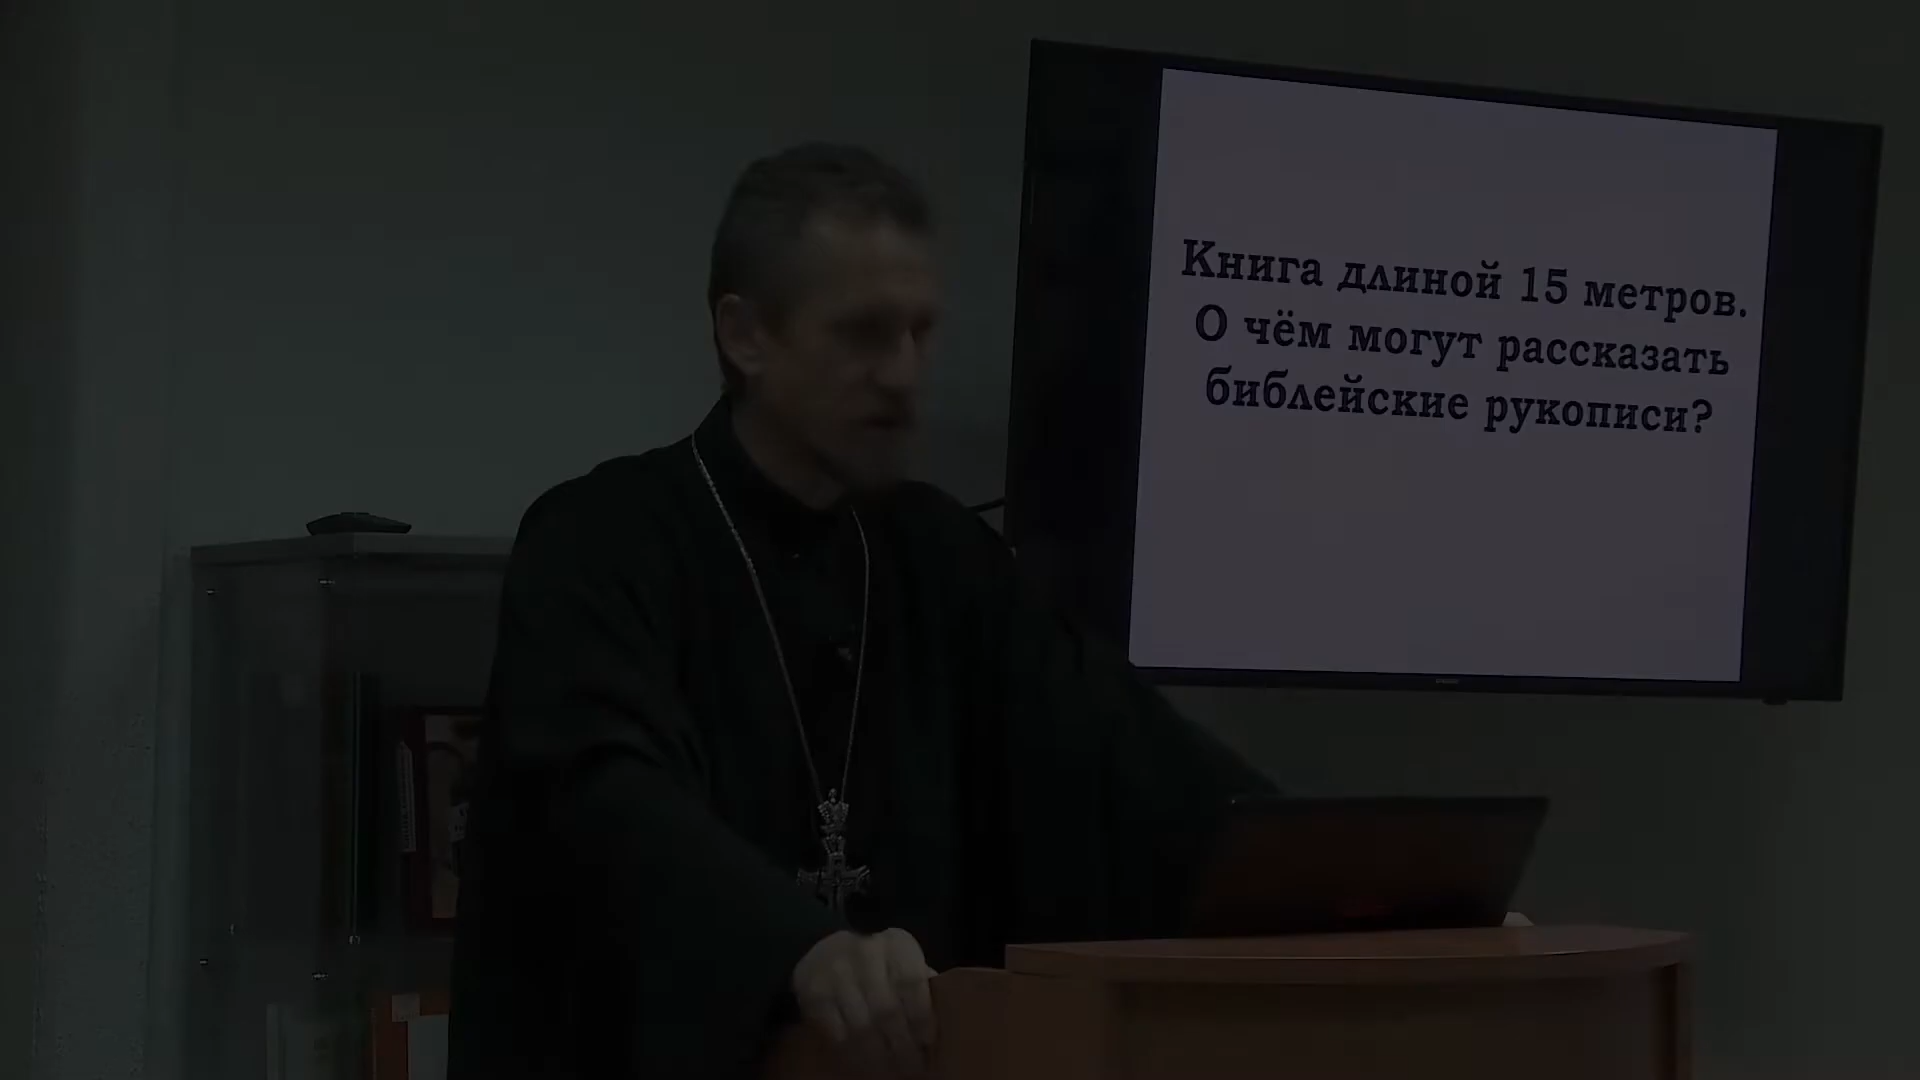 Книга длиной 15 метров.
О чём могут рассказать
библейские рукописи?